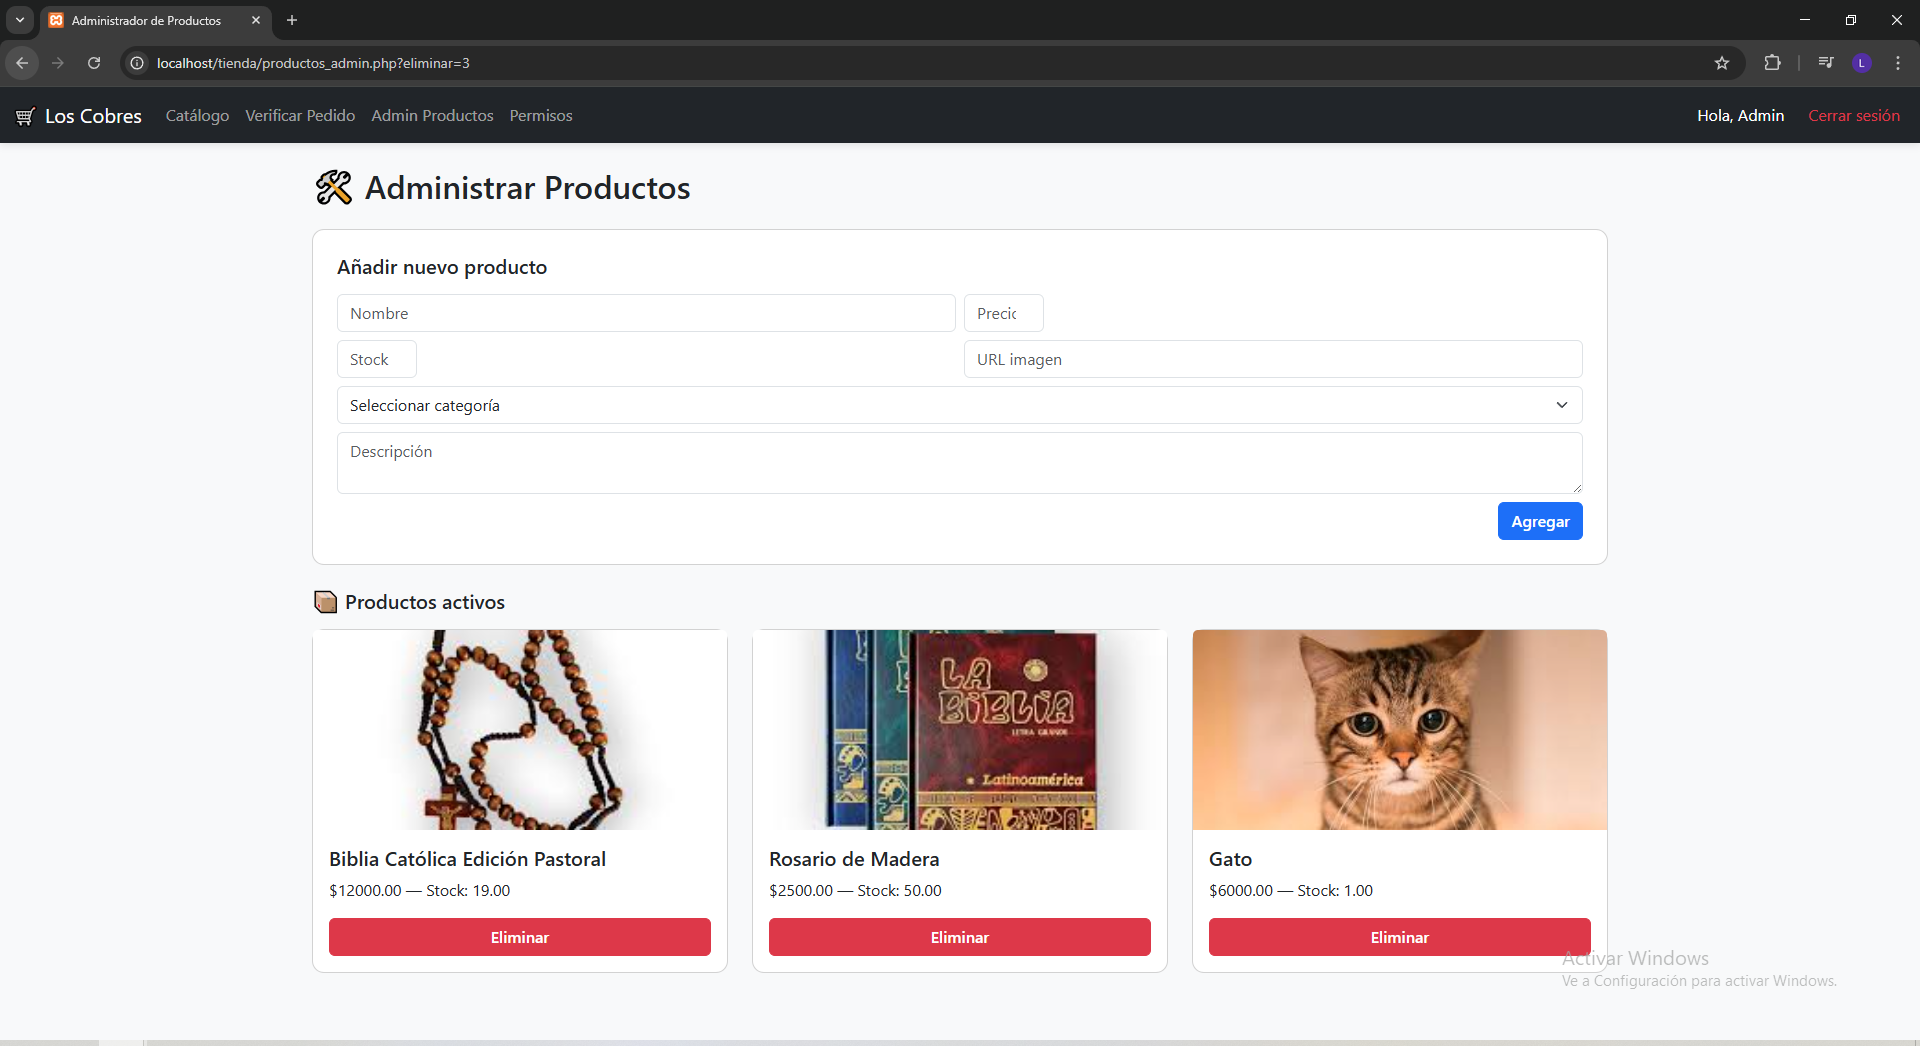 Administrador de Productos
localhost/tienda/productos_admin.php?eliminar=3
L
Los Cobres Catálogo Verificar Pedido Admin Productos Permisos Hola, Admin Cerrar sesión
Administrar Productos
Añadir nuevo producto
Nombre Precio
Stock URL imagen
Seleccionar categoría
Descripción
Agregar
Productos activos
LA
BIBLIA
LETRA GRANDE
Latinoamérica
Biblia Católica Edición Pastoral
$12000.00 — Stock: 19.00
Eliminar
Rosario de Madera
$2500.00 — Stock: 50.00
Eliminar
Gato
$6000.00 — Stock: 1.00
Eliminar
Activar Windows
Ve a Configuración para activar Windows.